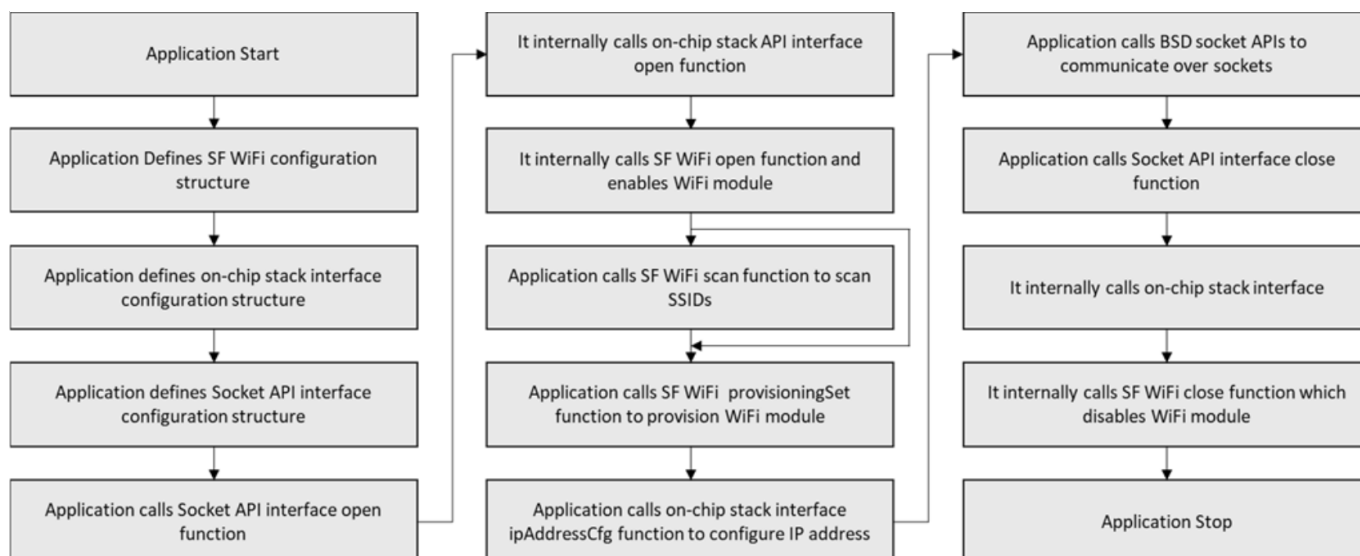 Application Start
Application Defines SF WiFi configuration
structure
Application defines on-chip stack interface
configuration structure
Application defines Socket API interface
configuration structure
Application calls Socket API interface open
function
It internally calls on-chip stack API interface
open function
It internally calls SF WiFi open function and
enables WiFi module
Application calls SF WiFi scan function to scan
SSIDs
Application calls SF WiFi provisioningSet
function to provision WiFi module
Application calls on-chip stack interface
ipAddressCfg function to configure IP address
Application calls BSD socket APIs to
communicate over sockets
Application calls Socket API interface close
function
It internally calls on-chip stack interface
It internally calls SF WiFi close function which
disables WiFi module
Application Stop